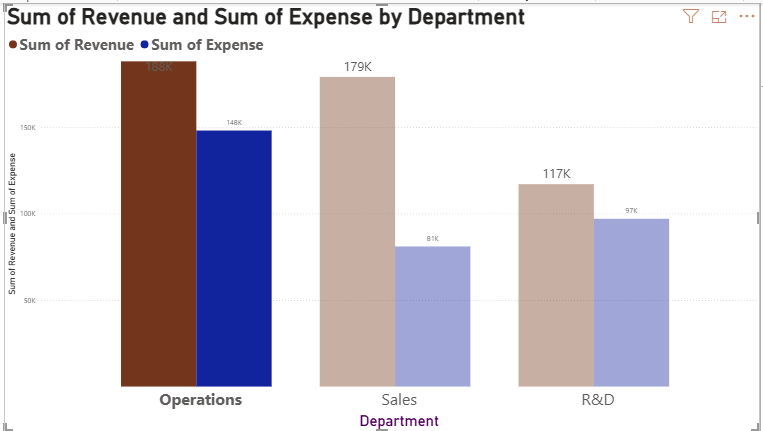 Sum of Revenue and Sum of Expense by Department
Sum of Revenue Sum of Expense
188K
148K
179K
81K
117K
97K
150K
100K
50K
Sum of Revenue and Sum of Expense
Operations Sales R&D
Department